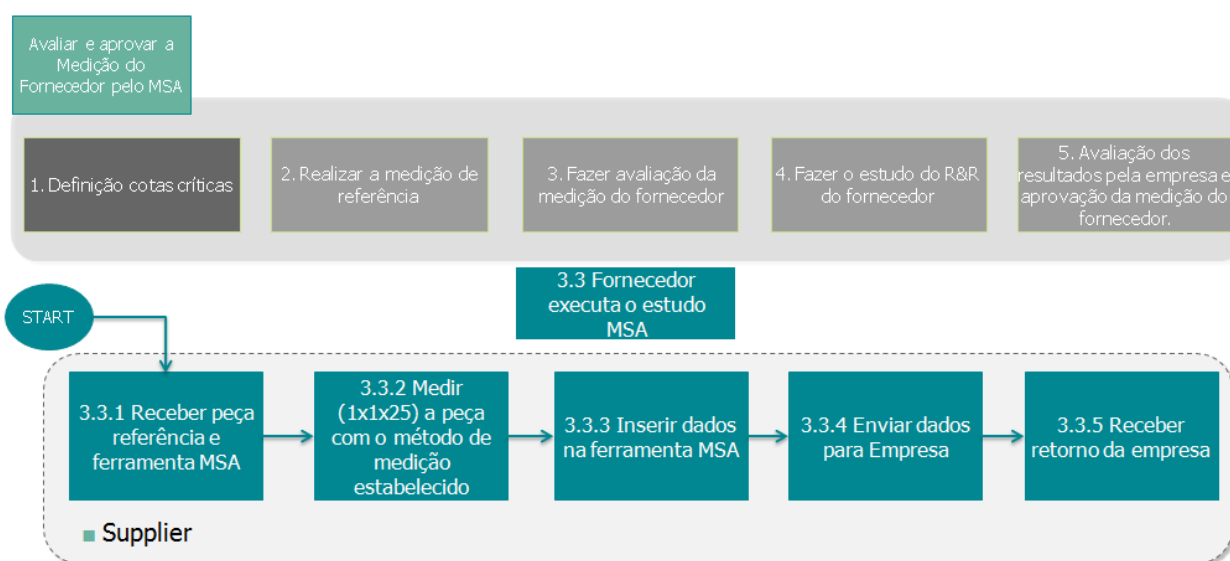 Avaliar e aprovar a
Medição do
Fornecedor pelo MSA
1. Definição cotas críticas
2. Realizar a medição de
referência
3. Fazer avaliação da
medição do fornecedor
4. Fazer o estudo do R&R
do fornecedor
5. Avaliação dos
resultados pela empresa e
aprovação da medição do
fornecedor.
3.3 Fornecedor
executa o estudo
MSA
START
3.3.1 Receber peça
referência e
ferramenta MSA
3.3.2 Medir
(1x1x25) a peça
com o método de
medição
estabelecido
3.3.3 Inserir dados
na ferramenta MSA
3.3.4 Enviar dados
para Empresa
3.3.5 Receber
retorno da empresa
Supplier